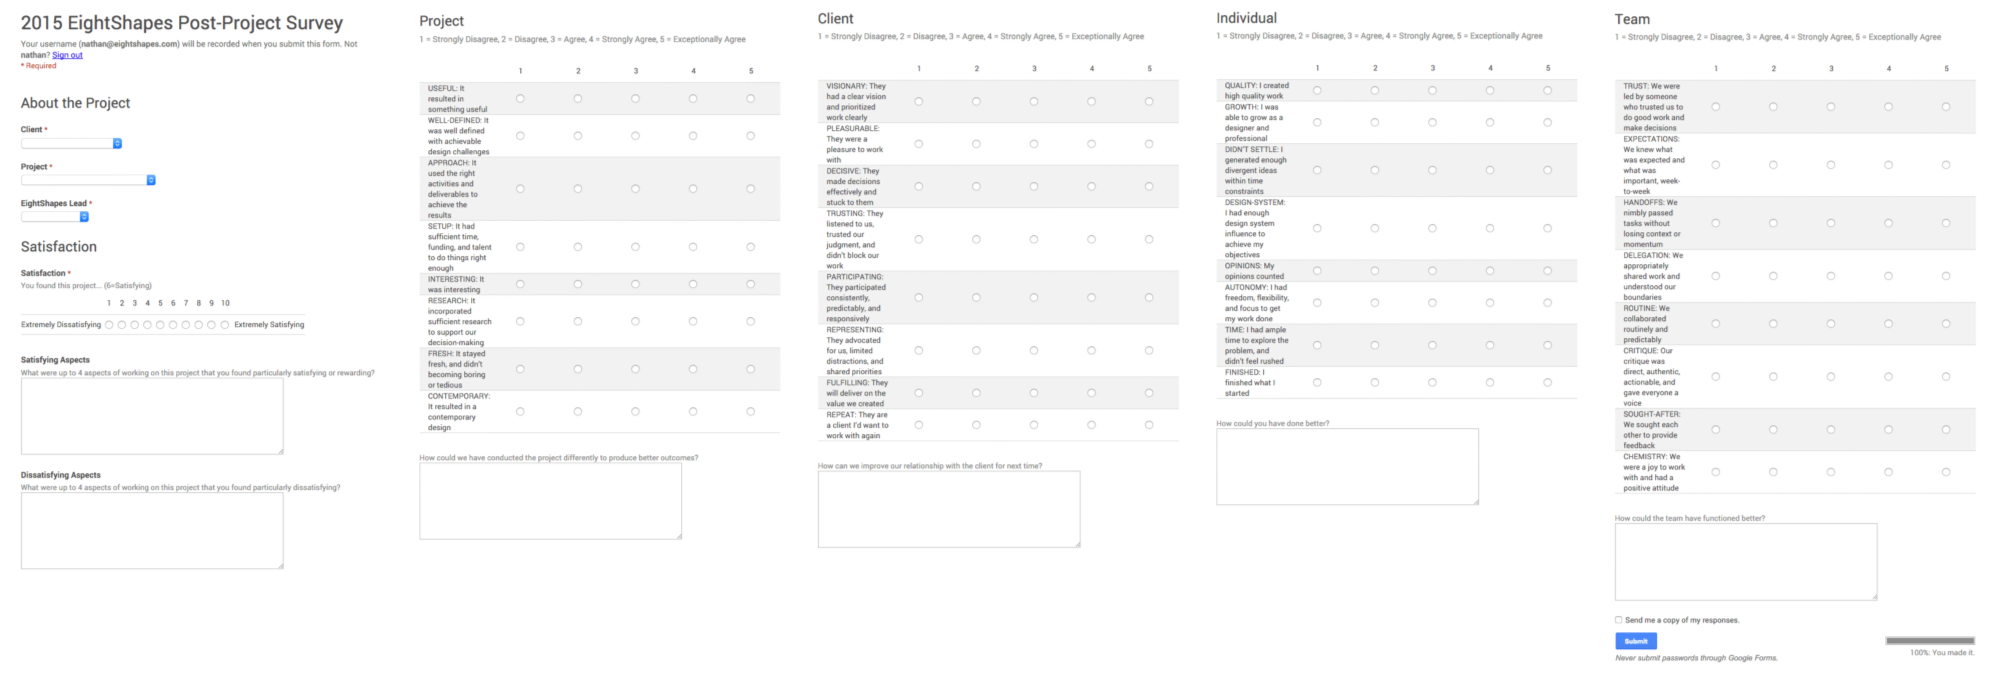 2015 EightShapes Post-Project Survey
Your username (nathan@eightshapes.com) will be recorded when you submit this form. Not
nathan? Sign out
* Required
About the Project
Client *
Project *
EightShapes Lead *
Satisfaction
Satisfaction *
You found this project... (6=Satisfying)
1 2 3 4 5 6 7 8 9 10
Extremely Dissatisfying Extremely Satisfying
Satisfying Aspects
What were up to 4 aspects of working on this project that you found particularly satisfying or rewarding?
Dissatisfying Aspects
What were up to 4 aspects of working on this project that you found particularly dissatisfying?
Project
1 = Strongly Disagree, 2 = Disagree, 3 = Agree, 4 = Strongly Agree, 5 = Exceptionally Agree
1 2 3 4 5
USEFUL: It
resulted in
something useful
WELL-DEFINED: It
was well defined
with achievable
design challenges
APPROACH: It
used the right
activities and
deliverables to
achieve the
results
SETUP: It had
sufficient time,
funding, and talent
to do things right
enough
INTERESTING: It
was interesting
RESEARCH: It
incorporated
sufficient research
to support our
decision-making
FRESH: It stayed
fresh, and didn't
becoming boring
or tedious
CONTEMPORARY:
It resulted in a
contemporary
design
How could we have conducted the project differently to produce better outcomes?
Client
1 = Strongly Disagree, 2 = Disagree, 3 = Agree, 4 = Strongly Agree, 5 = Exceptionally Agree
1 2 3 4 5
VISIONARY: They
had a clear vision
and prioritized
work clearly
PLEASURABLE:
They were a
pleasure to work
with
DECISIVE: They
made decisions
effectively and
stuck to them
TRUSTING: They
listened to us,
trusted our
judgment, and
didn't block our
work
PARTICIPATING:
They participated
consistently,
predictably, and
responsively
REPRESENTING:
They advocated
for us, limited
distractions, and
shared priorities
FULFILLING: They
will deliver on the
value we created
REPEAT: They are
a client I'd want to
work with again
How can we improve our relationship with the client for next time?
Individual
1 = Strongly Disagree, 2 = Disagree, 3 = Agree, 4 = Strongly Agree, 5 = Exceptionally Agree
1 2 3 4 5
QUALITY: I created
high quality work
GROWTH: I was
able to grow as a
designer and
professional
DIDN'T SETTLE: I
generated enough
divergent ideas
within time
constraints
DESIGN-SYSTEM:
I had enough
design system
influence to
achieve my
objectives
OPINIONS: My
opinions counted
AUTONOMY: I had
freedom, flexibility,
and focus to get
my work done
TIME: I had ample
time to explore the
problem, and
didn't feel rushed
FINISHED: I
finished what I
started
How could you have done better?
Team
1 = Strongly Disagree, 2 = Disagree, 3 = Agree, 4 = Strongly Agree, 5 = Exceptionally Agree
1 2 3 4 5
TRUST: We were
led by someone
who trusted us to
do good work and
make decisions
EXPECTATIONS:
We knew what
was expected and
what was
important, week-
to-week
HANDOFFS: We
nimbly passed
tasks without
losing context or
momentum
DELEGATION: We
appropriately
shared work and
understood our
boundaries
ROUTINE: We
collaborated
routinely and
predictably
CRITIQUE: Our
critique was
direct, authentic,
actionable, and
gave everyone a
voice
SOUGHT-AFTER:
We sought each
other to provide
feedback
CHEMISTRY: We
were a joy to work
with and had a
positive attitude
How could the team have functioned better?
Send me a copy of my responses.
Submit
100%: You made it.
Never submit passwords through Google Forms.